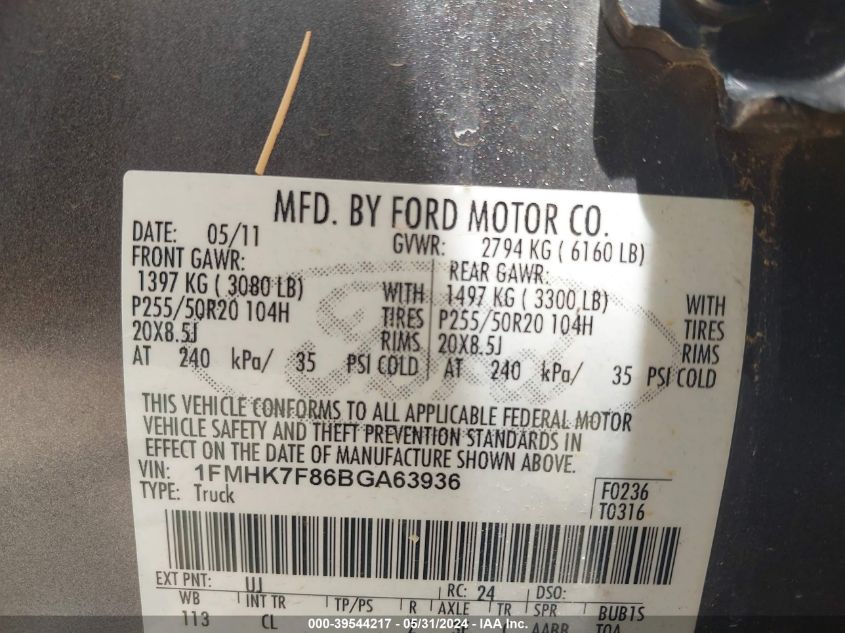 MFD. BY FORD MOTOR CO.
DATE: 05/11 GVWR: 2794 KG ( 6160 LB)
FRONT GAWR: REAR GAWR:
1397 KG ( 3080 LB) WITH 1497 KG ( 3300 LB) WITH
P255/50R20 104H TIRES P255/50R20 104H TIRES
20X8.5J RIMS 20X8.5J RIMS
AT 240 kPa/ 35 PSI COLD AT 240 kPa/ 35 PSI COLD
THIS VEHICLE CONFORMS TO ALL APPLICABLE FEDERAL MOTOR
VEHICLE SAFETY AND THEFT PREVENTION STANDARDS IN
EFFECT ON THE DATE OF MANUFACTURE SHOWN ABOVE.
VIN: 1FMHK7F86BGA63936
TYPE: Truck F0236
T0316
EXT PNT: UJ RC: 24 DSO:
WB INT TR TP/PS R AXLE TR SPR BUB1S
113 CL AABB
000-39544217 - 05/31/2024 - IAAI.com